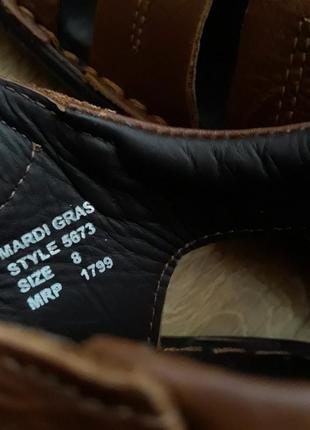 MARDI GRAS
STYLE 5673
SIZE 8
MRP 1799